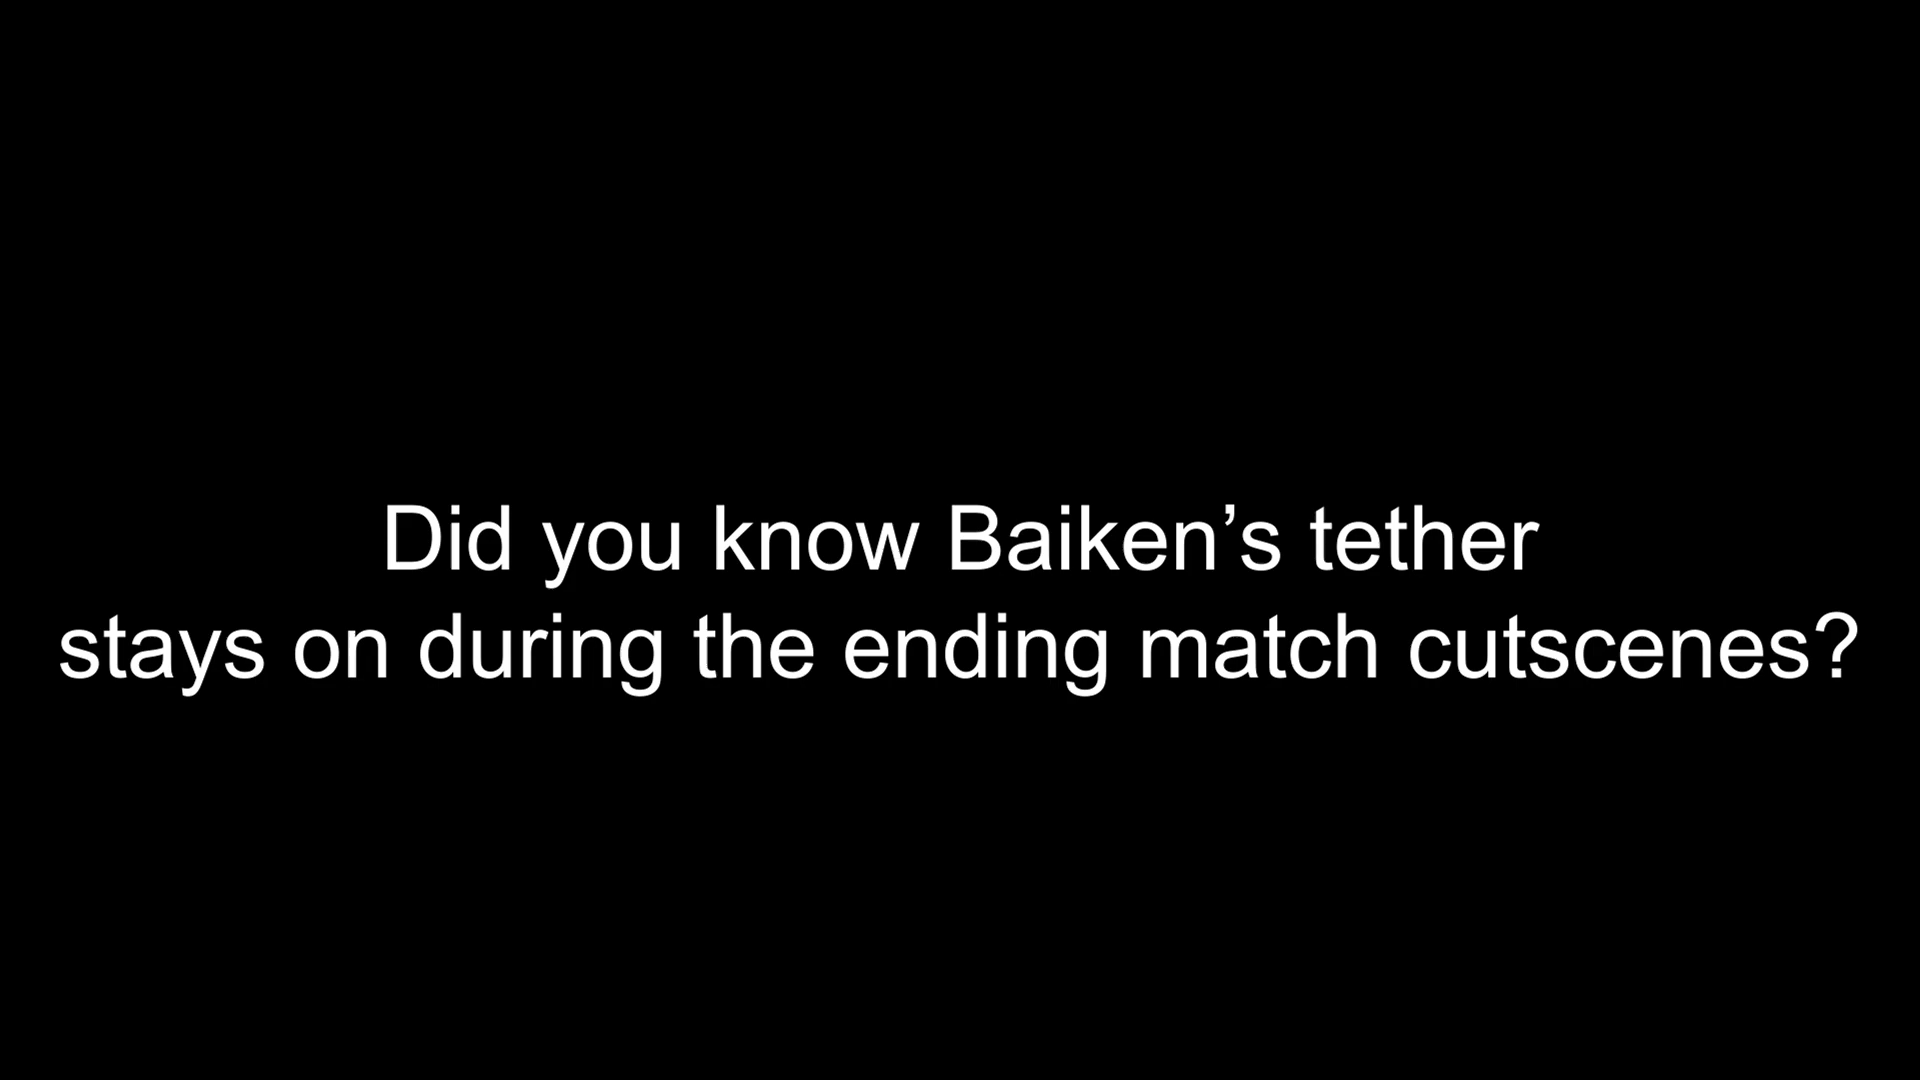 Did you know Baiken’s tether
stays on during the ending match cutscenes?